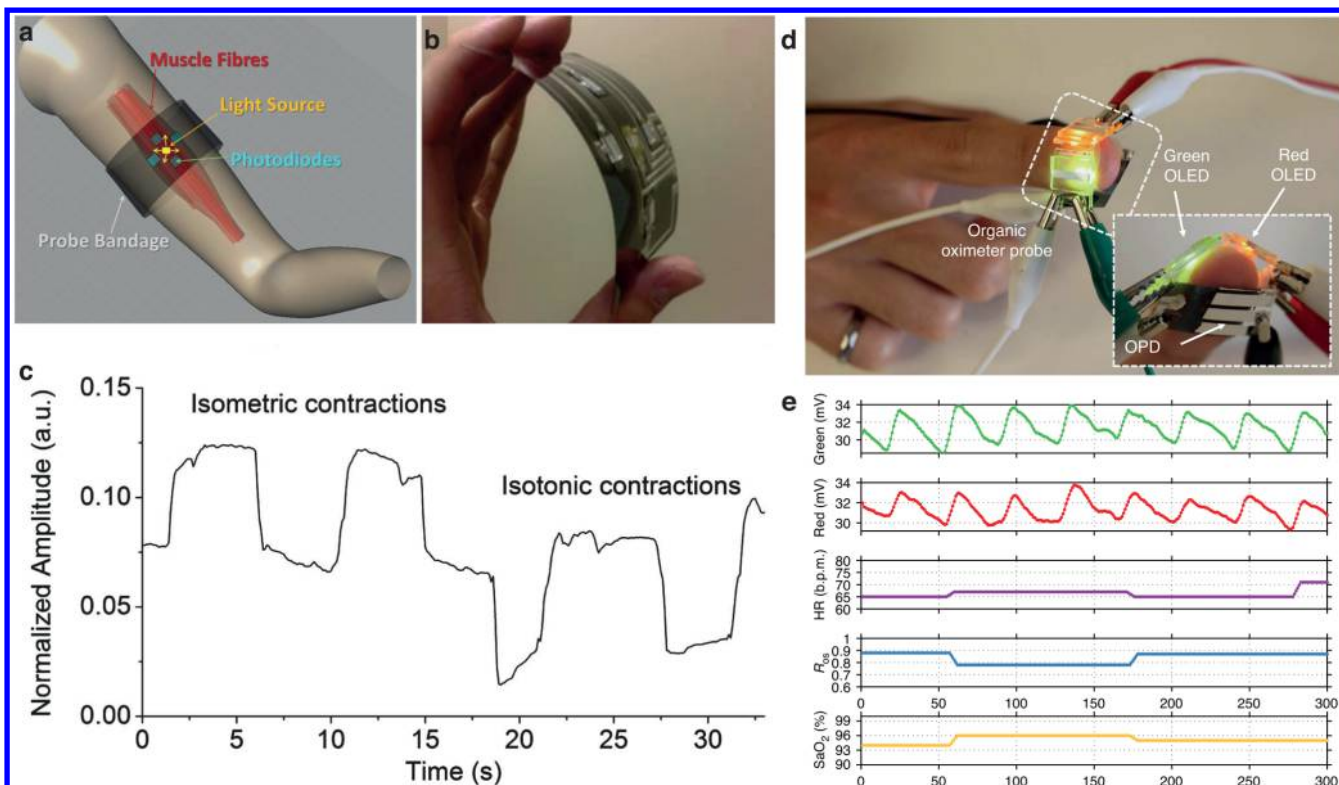 a
Muscle Fibres
Light Source
Photodiodes
Probe Bandage
b
c
0.15
0.10
0.05
0.00
Normalized Amplitude (a.u.)
Isometric contractions
Isotonic contractions
0 5 10 15 20 25 30
Time (s)
d
Green
OLED
Red
OLED
Organic
oximeter probe
OPD
e
Green (mV)
34
32
30
Red (mV)
34
32
30
HR (b.p.m.)
80
75
70
65
60
Ros
1
0.9
0.8
0.7
0.6
0 50 100 150 200 250 300
SaO2 (%)
99
96
93
90
0 50 100 150 200 250 300